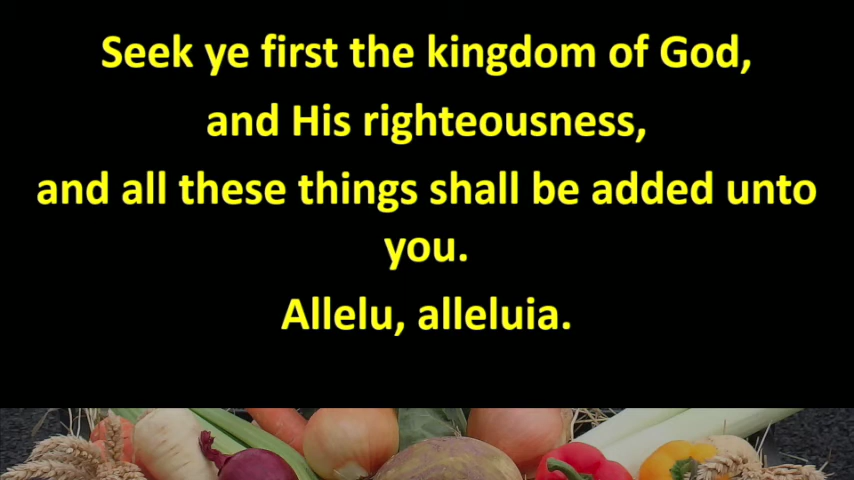 Seek ye first the kingdom of God,
and His righteousness,
and all these things shall be added unto
you.
Allelu, alleluia.